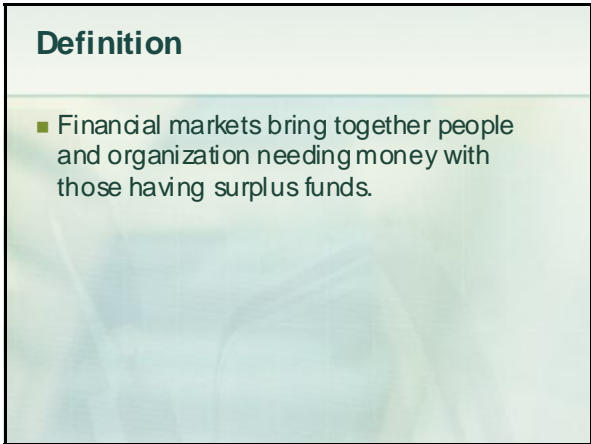 Definition
Financial markets bring together people
and organization needing money with
those having surplus funds.